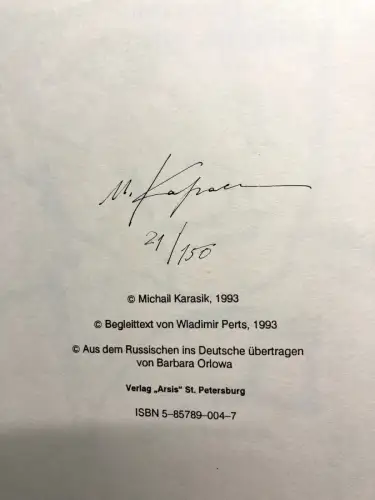 М. Карас
21/150
© Michail Karasik, 1993
© Begleittext von Wladimir Perts, 1993
© Aus dem Russischen ins Deutsche übertragen
von Barbara Orlowa
Verlag „Arsis“ St. Petersburg
ISBN 5–85789–004–7